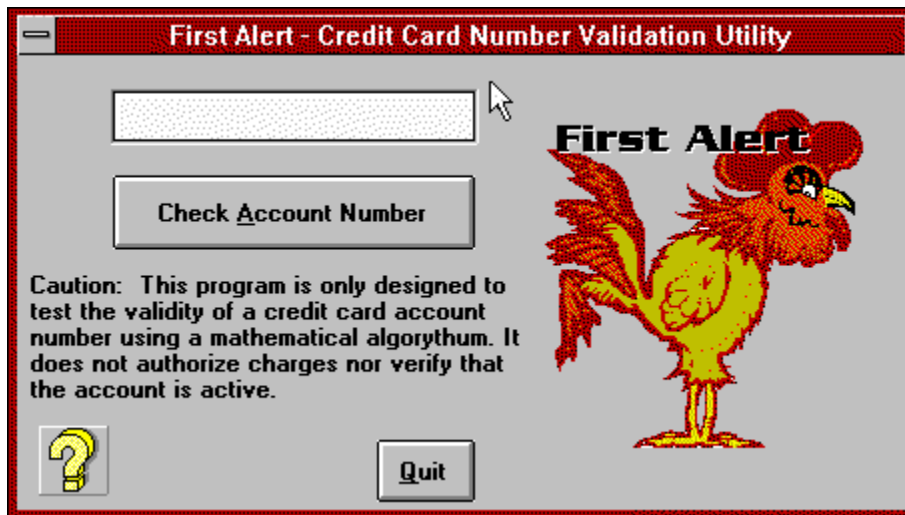 First Alert - Credit Card Number Validation Utility
First Alert
Check Account Number
Caution:  This program is only designed to
test the validity of a credit card account
number using a mathematical algorythum. It
does not authorize charges nor verify that
the account is active.
Quit